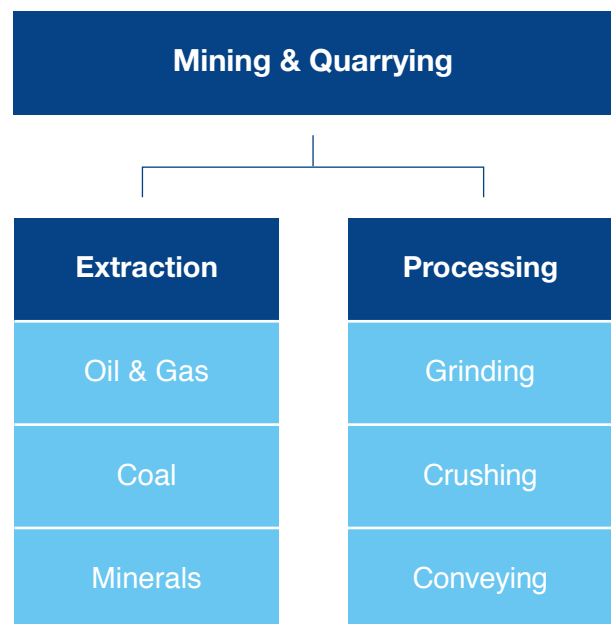 Mining & Quarrying
Extraction
Oil & Gas
Coal
Minerals
Processing
Grinding
Crushing
Conveying